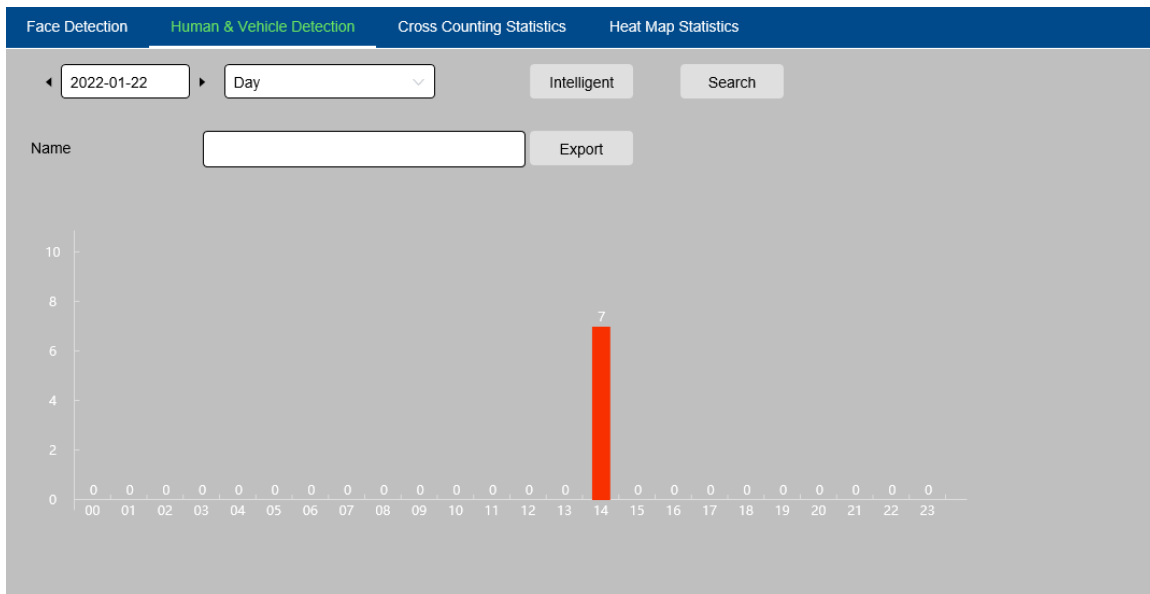 Face Detection Human & Vehicle Detection Cross Counting Statistics Heat Map Statistics
2022-01-22 Day Intelligent Search
Name Export
10
8
7
6
4
2
0 0 0 0 0 0 0 0 0 0 0 0 0 0 0 0 0 0 0 0 0 0 0 0
00 01 02 03 04 05 06 07 08 09 10 11 12 13 14 15 16 17 18 19 20 21 22 23